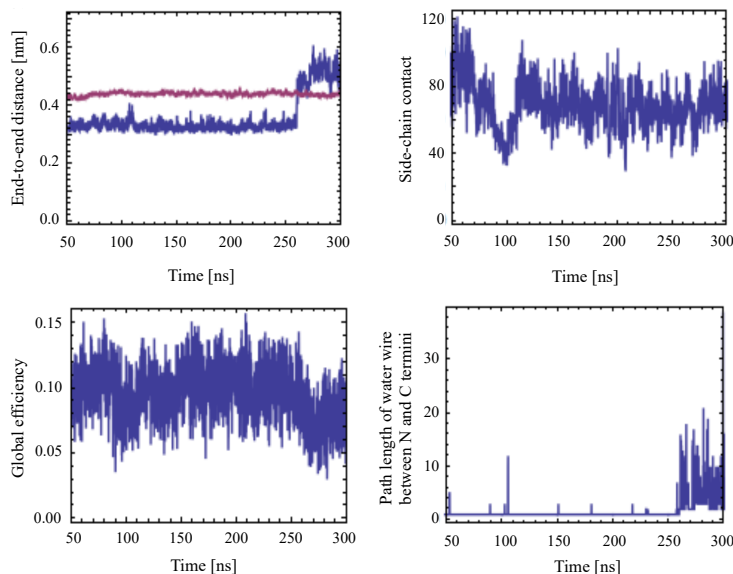 End-to-end distance [nm]
0.6
0.4
0.2
0.0
50 100 150 200 250 300
Time [ns]
Side-chain contact
120
80
40
0
50 100 150 200 250 300
Time [ns]
Global efficiency
0.15
0.10
0.05
0.00
50 100 150 200 250 300
Time [ns]
Path length of water wire
between N and C termini
30
20
10
0
50 100 150 200 250 300
Time [ns]